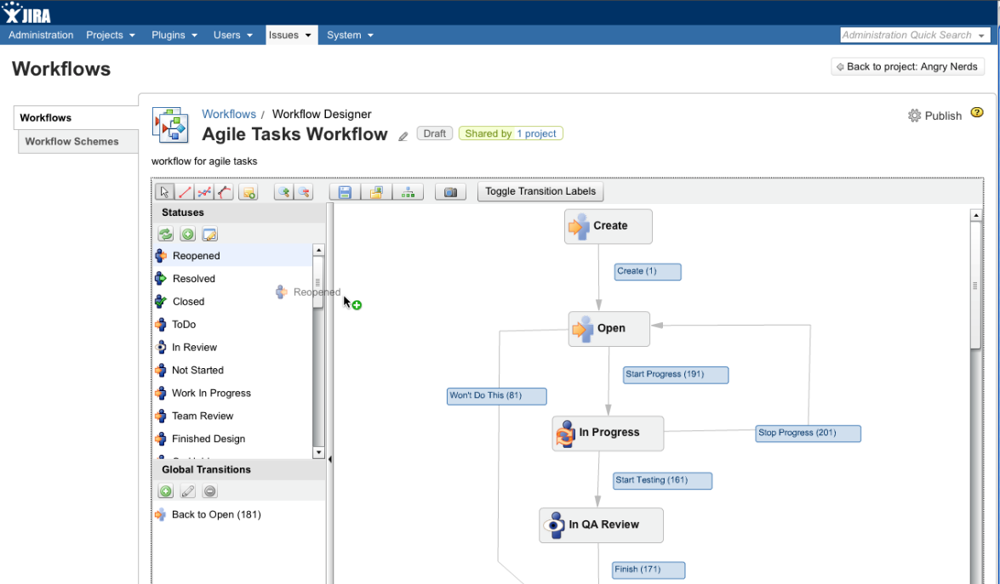 JIRA
Administration Projects Plugins Users Issues System Administration Quick Search
Workflows
Back to project: Angry Nerds
Workflows
Workflow Schemes
Workflows / Workflow Designer
Agile Tasks Workflow Draft Shared by 1 project
Publish ?
workflow for agile tasks
Toggle Transition Labels
Statuses
Reopened
Resolved
Reopened
Closed
ToDo
In Review
Not Started
Work In Progress
Team Review
Finished Design
Global Transitions
Back to Open (181)
Create
Create (1)
Open
Start Progress (191)
Won't Do This (81)
In Progress
Stop Progress (201)
Start Testing (161)
In QA Review
Finish (171)